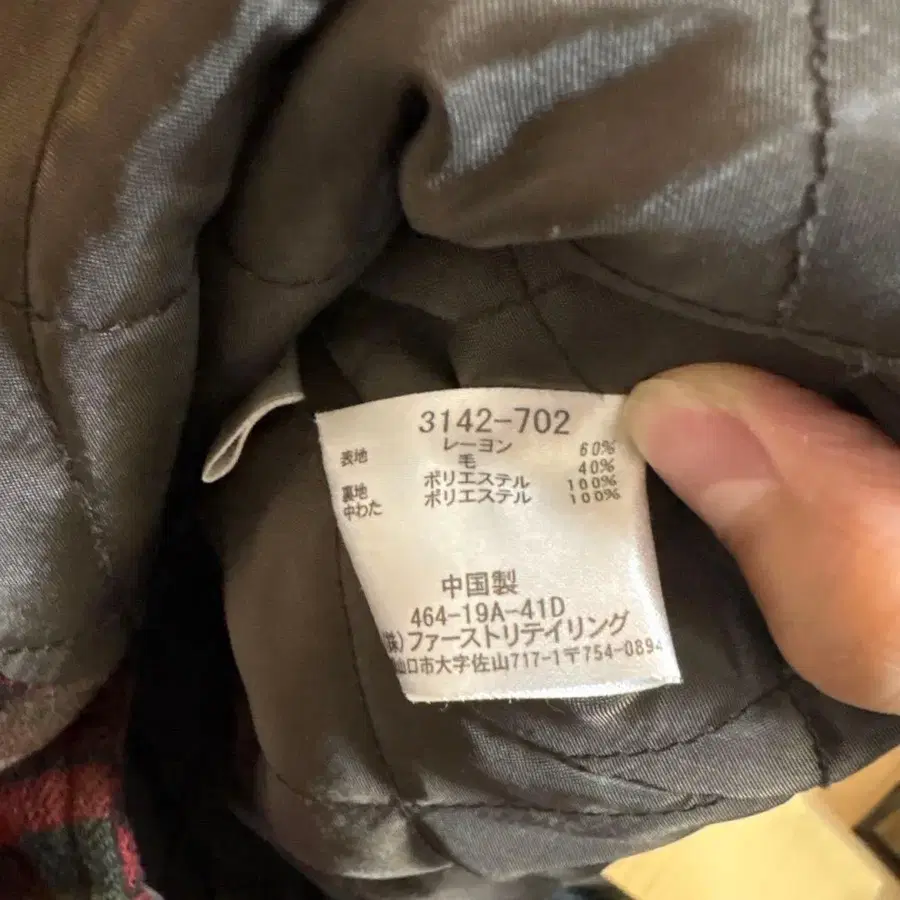 3142-702
表地 レーヨン 60%
毛 40%
裏地 ポリエステル 100%
中わた ポリエステル 100%
中国製
464-19A-41D
(株)ファーストリテイリング
山口市大字佐山717-1〒754-0894